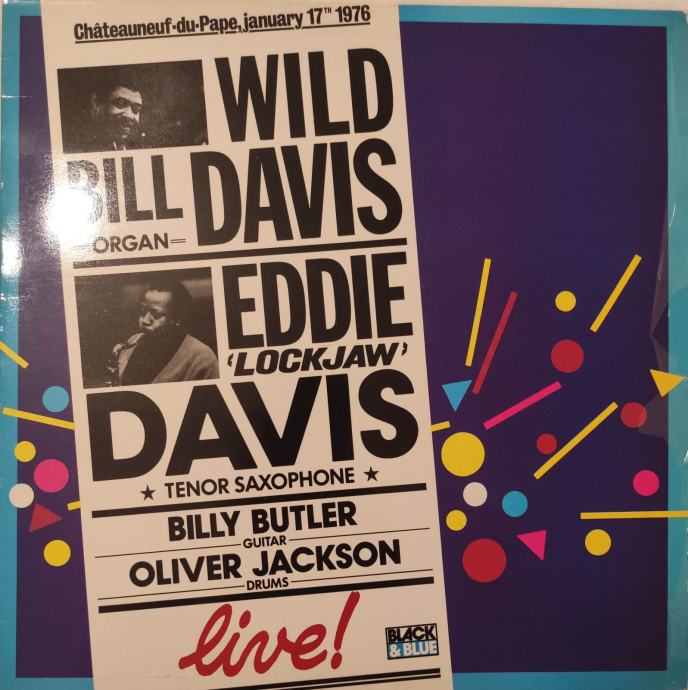 Châteauneuf-du-Pape, january 17TH 1976
WILD
BILL DAVIS
ORGAN
EDDIE
‘LOCKJAW’
DAVIS
★ TENOR SAXOPHONE ★
BILLY BUTLER
GUITAR
OLIVER JACKSON
DRUMS
live!
BLACK
& BLUE